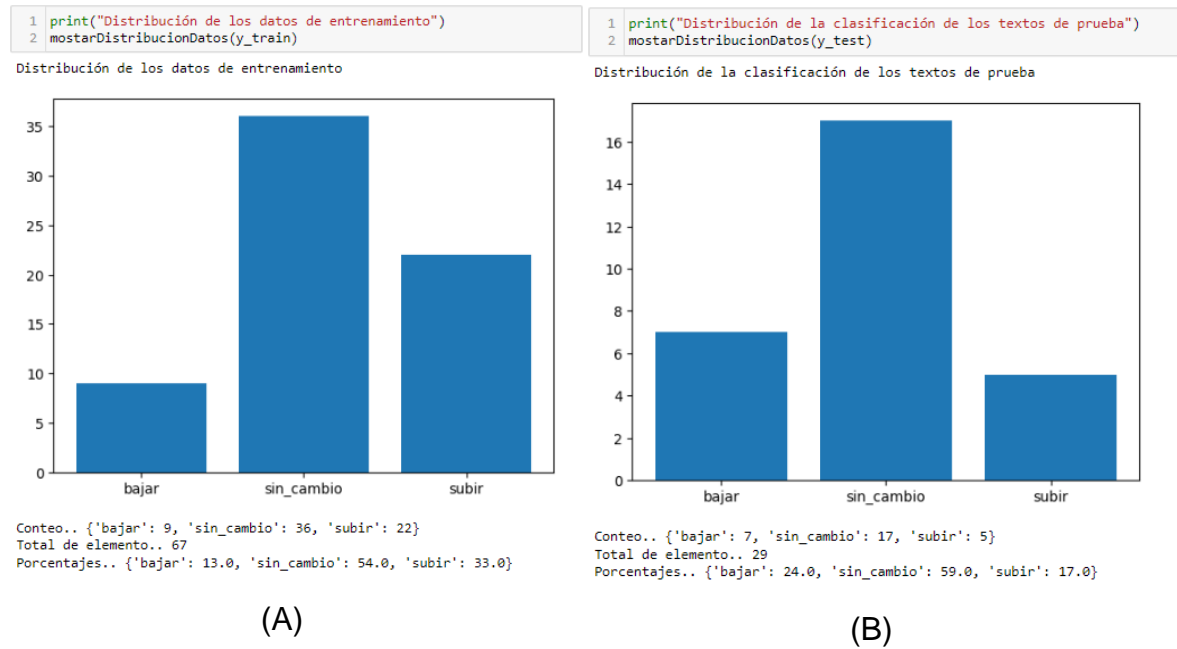 1 print("Distribución de los datos de entrenamiento")
2 mostarDistribucionDatos(y_train)
Distribución de los datos de entrenamiento
35
30
25
20
15
10
5
0
bajar sin_cambio subir
Conteo.. {'bajar': 9, 'sin_cambio': 36, 'subir': 22}
Total de elemento.. 67
Porcentajes.. {'bajar': 13.0, 'sin_cambio': 54.0, 'subir': 33.0}
(A)
1 print("Distribución de la clasificación de los textos de prueba")
2 mostarDistribucionDatos(y_test)
Distribución de la clasificación de los textos de prueba
16
14
12
10
8
6
4
2
0
bajar sin_cambio subir
Conteo.. {'bajar': 7, 'sin_cambio': 17, 'subir': 5}
Total de elemento.. 29
Porcentajes.. {'bajar': 24.0, 'sin_cambio': 59.0, 'subir': 17.0}
(B)